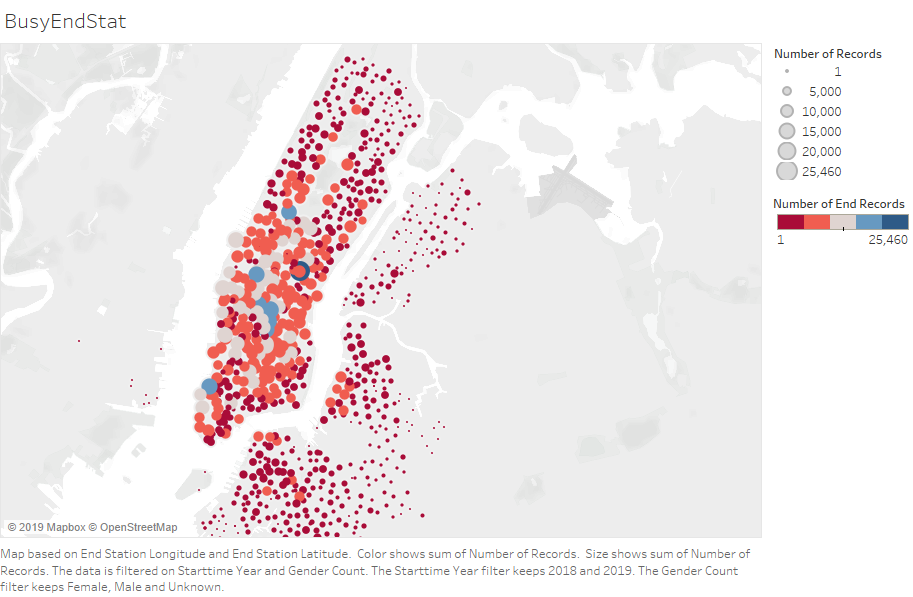 BusyEndStat
Number of Records
1
5,000
10,000
15,000
20,000
25,460
Number of End Records
1 25,460
© 2019 Mapbox © OpenStreetMap
Map based on End Station Longitude and End Station Latitude.  Color shows sum of Number of Records.  Size shows sum of Number of
Records. The data is filtered on Starttime Year and Gender Count. The Starttime Year filter keeps 2018 and 2019. The Gender Count
filter keeps Female, Male and Unknown.